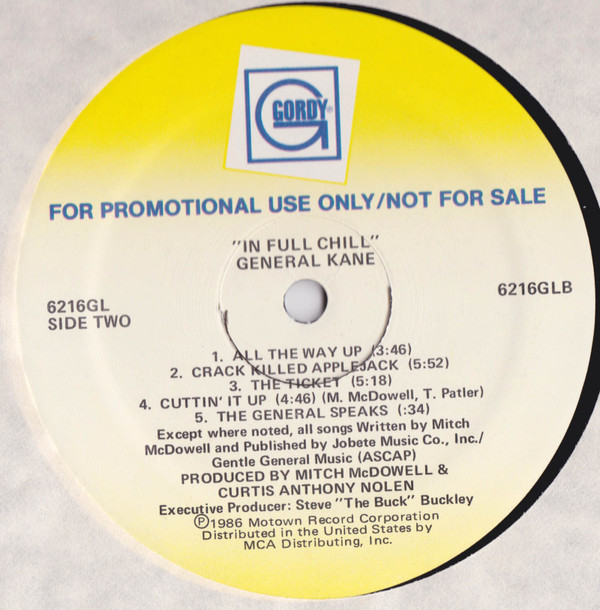 GORDY®
FOR PROMOTIONAL USE ONLY/NOT FOR SALE
"IN FULL CHILL"
GENERAL KANE
6216GL
SIDE TWO
6216GLB
1. ALL THE WAY UP (3:46)
2. CRACK KILLED APPLEJACK (5:52)
3. THE TICKET (5:18)
4. CUTTIN' IT UP (4:46) (M. McDowell, T. Patler)
5. THE GENERAL SPEAKS (:34)
Except where noted, all songs Written by Mitch
McDowell and Published by Jobete Music Co., Inc./
Gentle General Music (ASCAP)
PRODUCED BY MITCH McDOWELL &
CURTIS ANTHONY NOLEN
Executive Producer: Steve "The Buck" Buckley
℗1986 Motown Record Corporation
Distributed in the United States by
MCA Distributing, Inc.